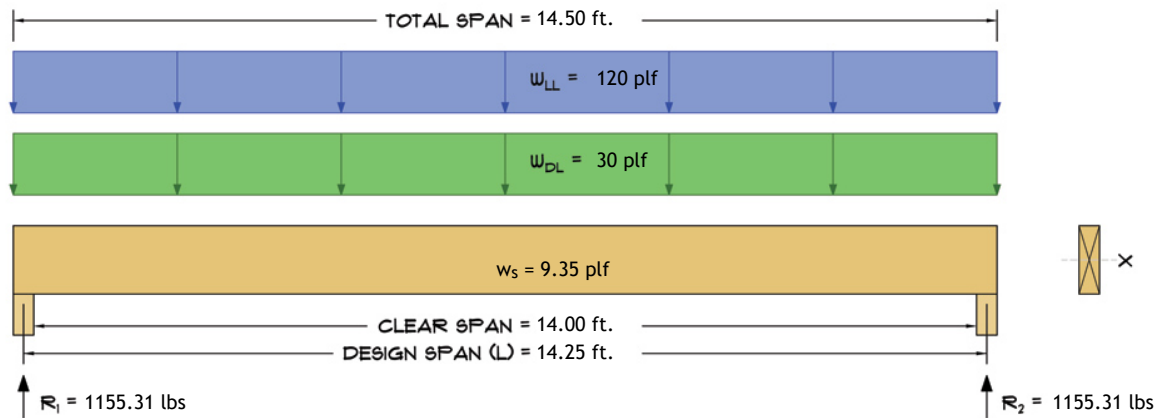 TOTAL SPAN = 14.50 ft.
WLL = 120 plf
WDL = 30 plf
ws = 9.35 plf
X
CLEAR SPAN = 14.00 ft.
DESIGN SPAN (L) = 14.25 ft.
R1 = 1155.31 lbs
R2 = 1155.31 lbs